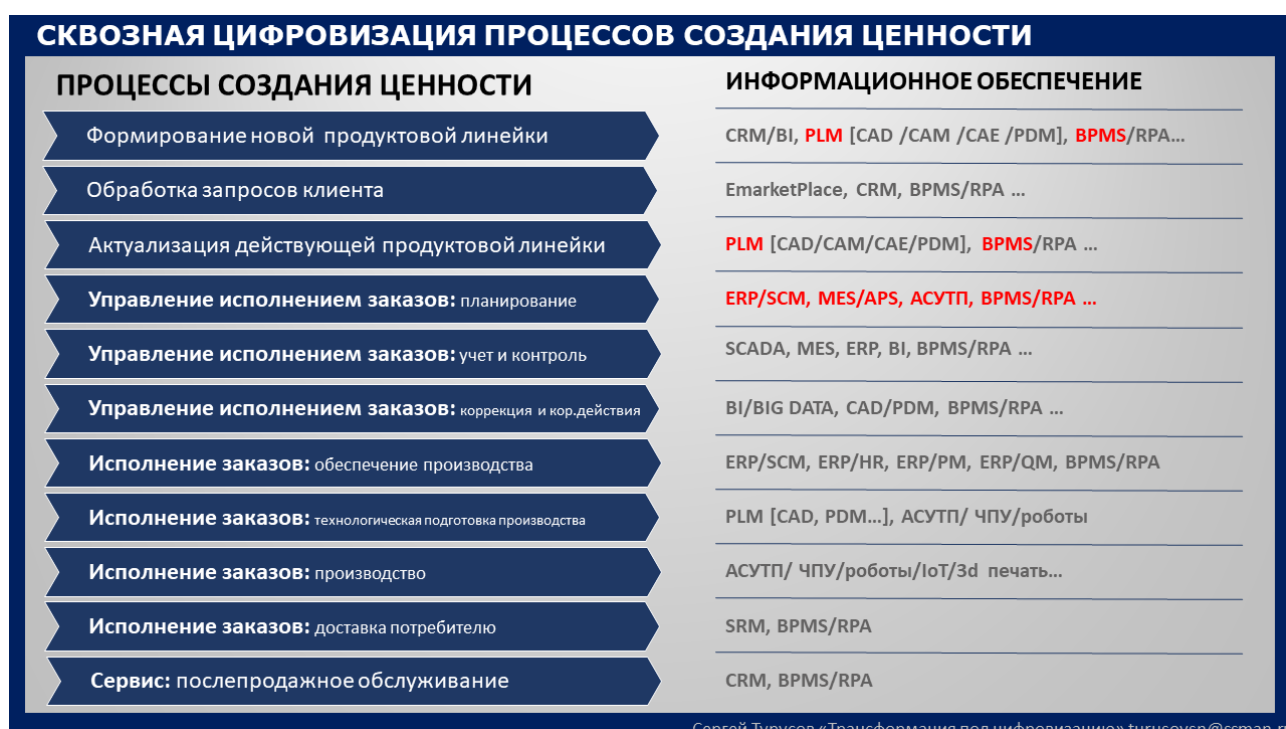 СКВОЗНАЯ ЦИФРОВИЗАЦИЯ ПРОЦЕССОВ СОЗДАНИЯ ЦЕННОСТИ
ПРОЦЕССЫ СОЗДАНИЯ ЦЕННОСТИ
ИНФОРМАЦИОННОЕ ОБЕСПЕЧЕНИЕ
Формирование новой продуктовой линейки
CRM/BI, PLM [CAD /CAM /CAE /PDM], BPMS/RPA...
Обработка запросов клиента
EmarketPlace, CRM, BPMS/RPA ...
Актуализация действующей продуктовой линейки
PLM [CAD/CAM/CAE/PDM], BPMS/RPA ...
Управление исполнением заказов: планирование
ERP/SCM, MES/APS, АСУТП, BPMS/RPA ...
Управление исполнением заказов: учет и контроль
SCADA, MES, ERP, BI, BPMS/RPA ...
Управление исполнением заказов: коррекция и кор.действия
BI/BIG DATA, CAD/PDM, BPMS/RPA ...
Исполнение заказов: обеспечение производства
ERP/SCM, ERP/HR, ERP/PM, ERP/QM, BPMS/RPA
Исполнение заказов: технологическая подготовка производства
PLM [CAD, PDM...], АСУТП/ ЧПУ/роботы
Исполнение заказов: производство
АСУТП/ ЧПУ/роботы/IoT/3d печать...
Исполнение заказов: доставка потребителю
SRM, BPMS/RPA
Сервис: послепродажное обслуживание
CRM, BPMS/RPA
Сергей Турусов «Трансформация под цифровизацию» turusovsn@ccman.r